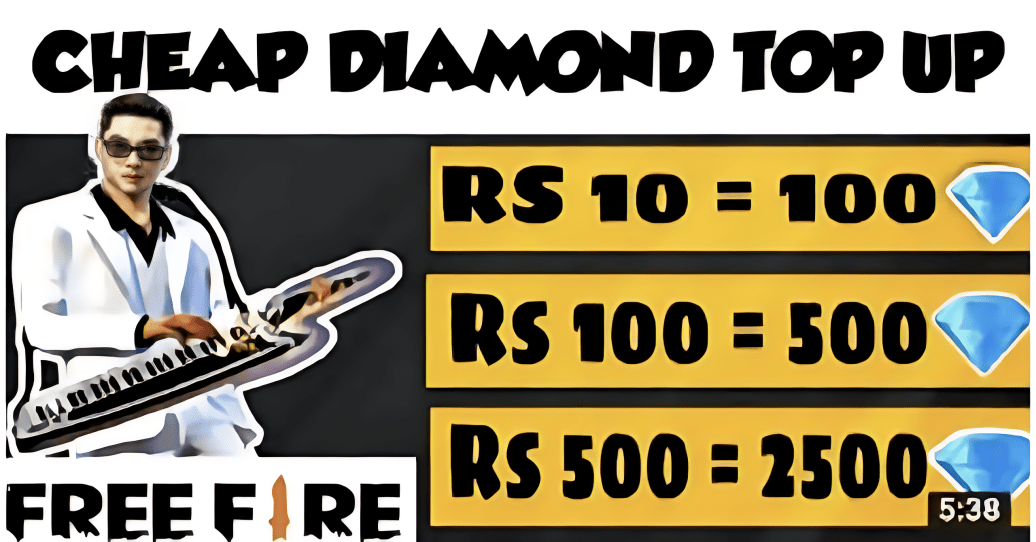 CHEAP DIAMOND TOP UP
RS 10 = 100
RS 100 = 500
RS 500 = 2500
5:38
FREE FIRE